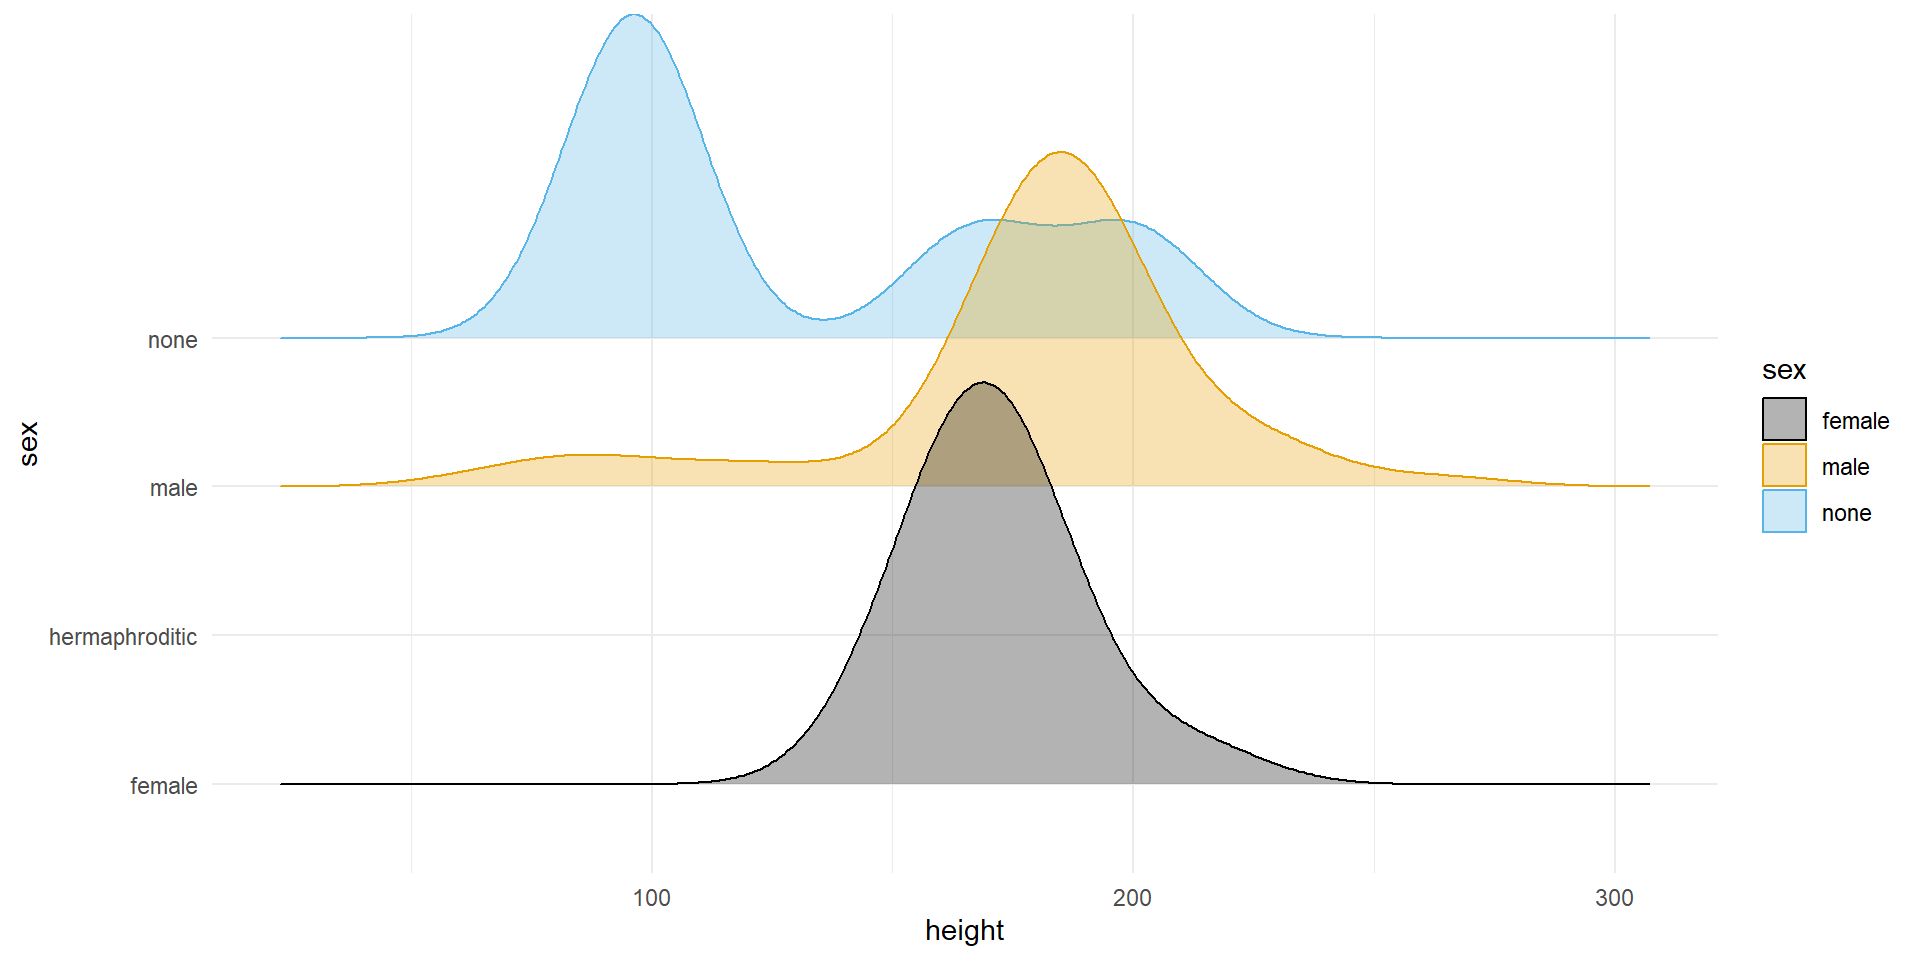 none
male
hermaphroditic
female
sex
100
200
300
height
sex
female
male
none